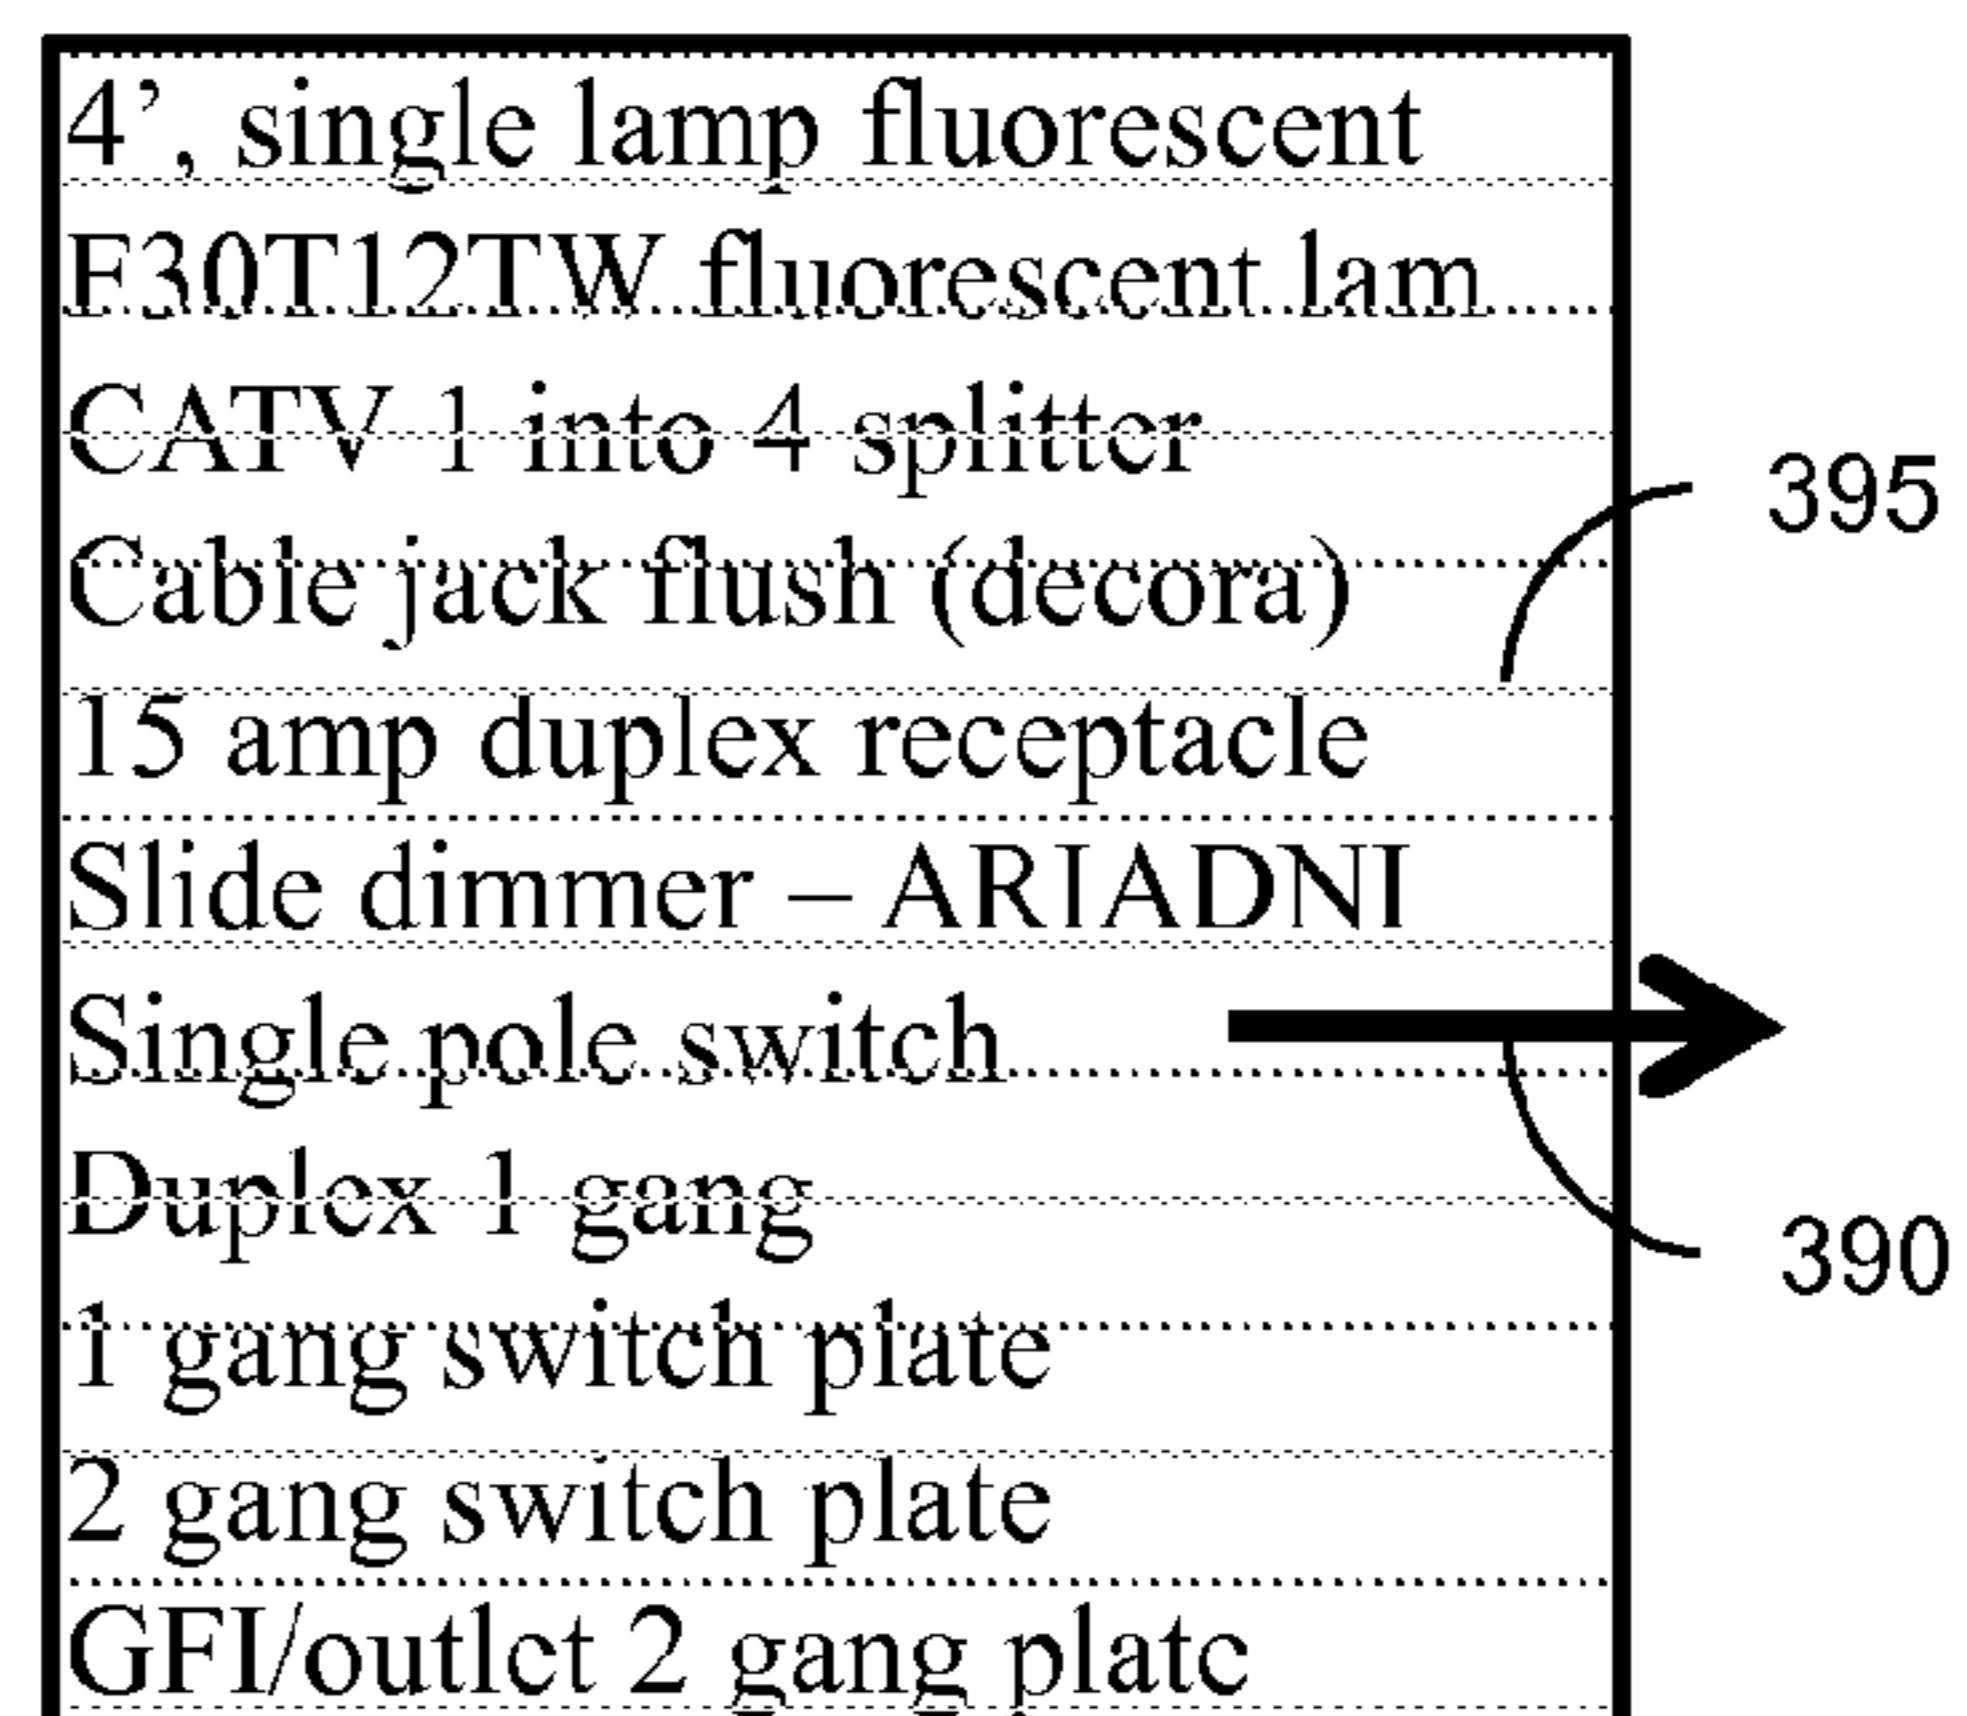 4’, single lamp fluorescent
F30T12TW fluorescent lam
CATV 1 into 4 splitter
395
Cable jack flush (decora)
15 amp duplex receptacle
Slide dimmer – ARIADNI
Single pole switch
Duplex 1 gang
390
1 gang switch plate
2 gang switch plate
GFI/outlet 2 gang plate